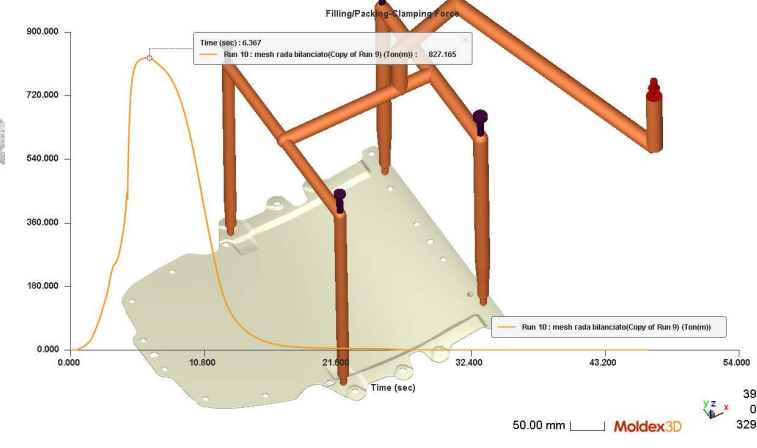 Filling/Packing-Clamping Force
900.000
Time (sec) : 6.367
Run 10 : mesh rada bilanciato(Copy of Run 9) (Ton(m)) : 827.165
720.000
540.000
360.000
180.000
Run 10 : mesh rada bilanciato(Copy of Run 9) (Ton(m))
0.000
0.000 10.800 21.600 32.400 43.200 54.000
Time (sec)
y z x
39
0
329
50.00 mm
Moldex3D